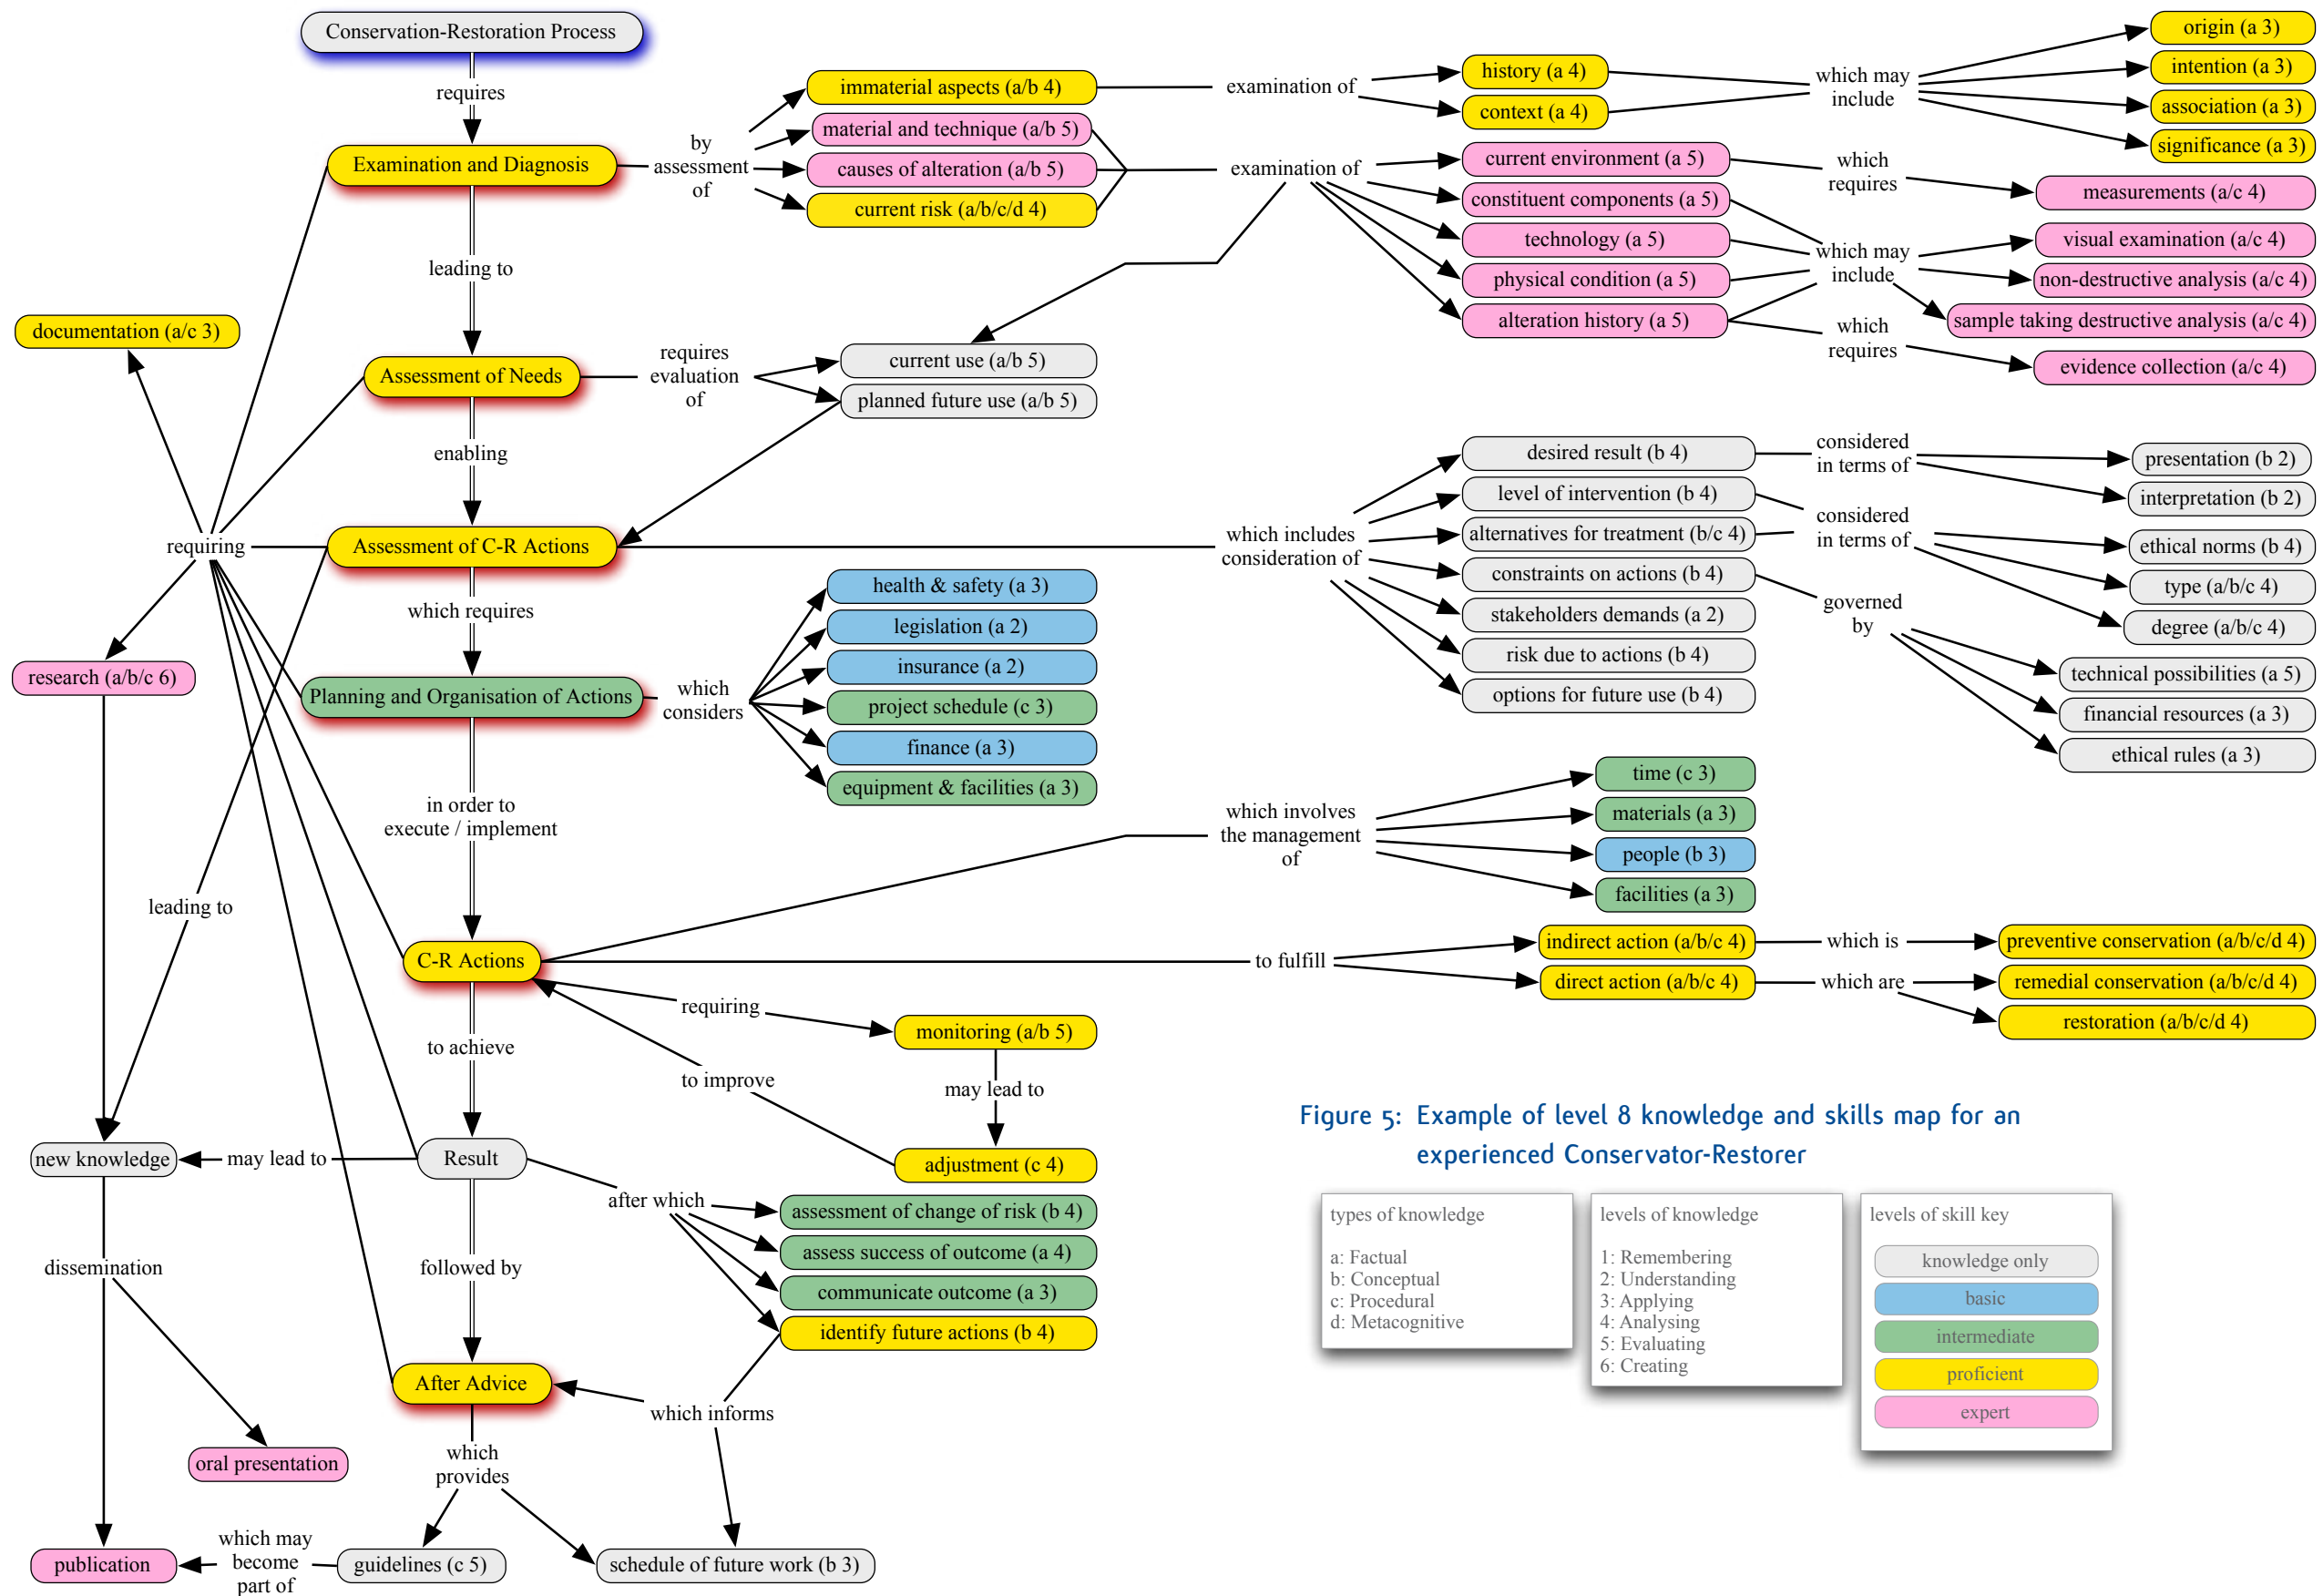 Conservation-Restoration Process
requires
Examination and Diagnosis
by
assessment
of
immaterial aspects (a/b 4)
material and technique (a/b 5)
causes of alteration (a/b 5)
current risk (a/b/c/d 4)
examination of
history (a 4)
context (a 4)
which may
include
origin (a 3)
intention (a 3)
association (a 3)
significance (a 3)
examination of
current environment (a 5)
constituent components (a 5)
technology (a 5)
physical condition (a 5)
alteration history (a 5)
which
requires
measurements (a/c 4)
which may
include
visual examination (a/c 4)
non-destructive analysis (a/c 4)
sample taking destructive analysis (a/c 4)
which
requires
evidence collection (a/c 4)
leading to
documentation (a/c 3)
Assessment of Needs
requires
evaluation
of
current use (a/b 5)
planned future use (a/b 5)
enabling
requiring
Assessment of C-R Actions
which includes
consideration of
desired result (b 4)
level of intervention (b 4)
alternatives for treatment (b/c 4)
constraints on actions (b 4)
stakeholders demands (a 2)
risk due to actions (b 4)
options for future use (b 4)
considered
in terms of
presentation (b 2)
interpretation (b 2)
considered
in terms of
ethical norms (b 4)
type (a/b/c 4)
degree (a/b/c 4)
governed
by
technical possibilities (a 5)
financial resources (a 3)
ethical rules (a 3)
which requires
research (a/b/c 6)
Planning and Organisation of Actions
which
considers
health & safety (a 3)
legislation (a 2)
insurance (a 2)
project schedule (c 3)
finance (a 3)
equipment & facilities (a 3)
in order to
execute / implement
which involves
the management
of
time (c 3)
materials (a 3)
people (b 3)
facilities (a 3)
leading to
C-R Actions
to fulfill
indirect action (a/b/c 4)
direct action (a/b/c 4)
which is
which are
preventive conservation (a/b/c/d 4)
remedial conservation (a/b/c/d 4)
restoration (a/b/c/d 4)
requiring
monitoring (a/b 5)
to achieve
to improve
may lead to
adjustment (c 4)
new knowledge
may lead to
Result
after which
assessment of change of risk (b 4)
assess success of outcome (a 4)
communicate outcome (a 3)
identify future actions (b 4)
dissemination
followed by
After Advice
which informs
oral presentation
which
provides
publication
which may
become
part of
guidelines (c 5)
schedule of future work (b 3)
Figure 5: Example of level 8 knowledge and skills map for an
experienced Conservator-Restorer
types of knowledge
a: Factual
b: Conceptual
c: Procedural
d: Metacognitive
levels of knowledge
1: Remembering
2: Understanding
3: Applying
4: Analysing
5: Evaluating
6: Creating
levels of skill key
knowledge only
basic
intermediate
proficient
expert